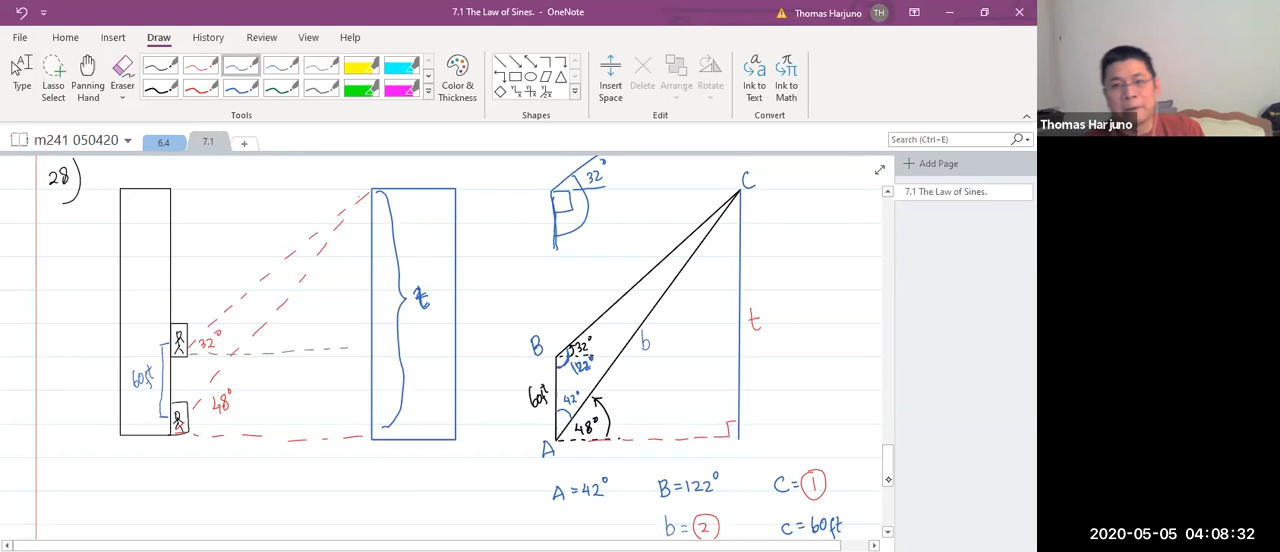 7.1 The Law of Sines. - OneNote
Thomas Harjuno
TH
File
Home
Insert
Draw
History
Review
View
Help
Type
Lasso Select
Panning Hand
Eraser
Color & Thickness
Insert Space
Delete
Arrange
Rotate
Ink to Text
Ink to Math
Tools
Shapes
Edit
Convert
m241 050420
6.4
7.1
Search (Ctrl+E)
Add Page
7.1 The Law of Sines.
Thomas Harjuno
28)
32°
60ft
48°
t
32°
C
B
32°
122°
b
t
60ft
42°
48°
A
A = 42° B = 122° C = 1
b = 2 c = 60ft
2020-05-05 04:08:32